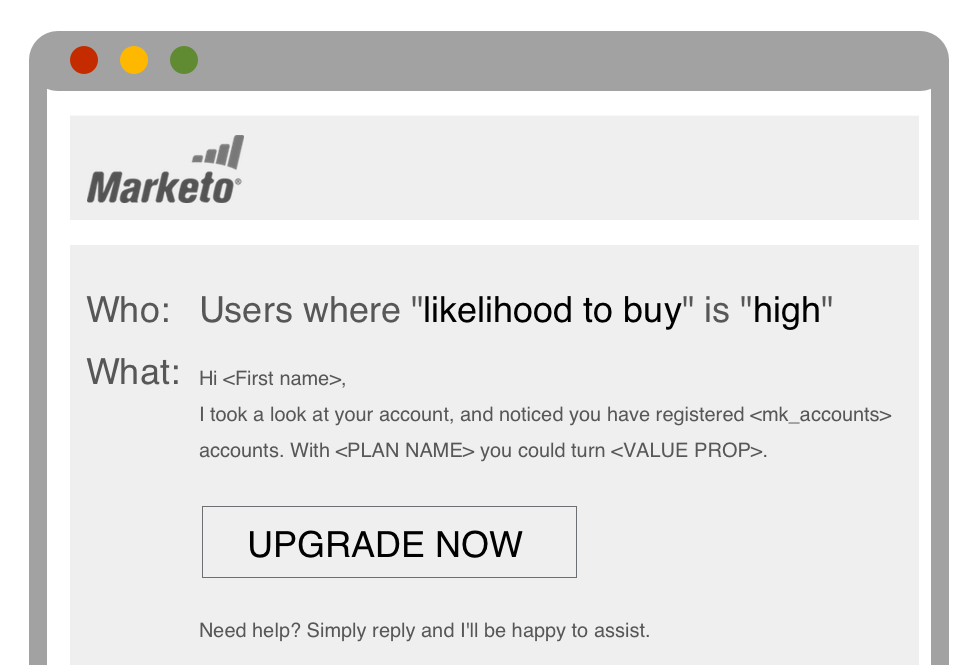 Marketo®
Who: Users where "likelihood to buy" is "high"
What:
Hi <First name>,
I took a look at your account, and noticed you have registered <mk_accounts>
accounts. With <PLAN NAME> you could turn <VALUE PROP>.
UPGRADE NOW
Need help? Simply reply and I'll be happy to assist.